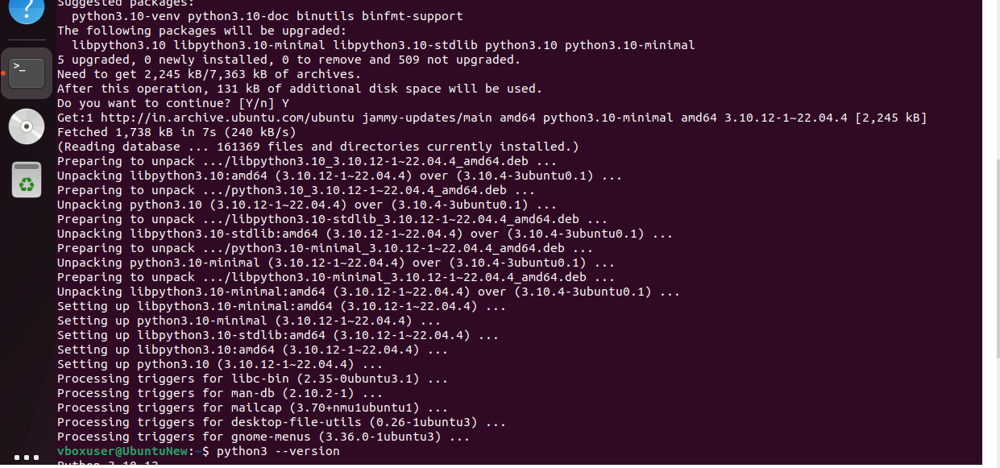 Suggested packages:
  python3.10-venv python3.10-doc binutils binfmt-support
The following packages will be upgraded:
  libpython3.10 libpython3.10-minimal libpython3.10-stdlib python3.10 python3.10-minimal
5 upgraded, 0 newly installed, 0 to remove and 509 not upgraded.
Need to get 2,245 kB/7,363 kB of archives.
After this operation, 131 kB of additional disk space will be used.
Do you want to continue? [Y/n] Y
Get:1 http://in.archive.ubuntu.com/ubuntu jammy-updates/main amd64 python3.10-minimal amd64 3.10.12-1~22.04.4 [2,245 kB]
Fetched 1,738 kB in 7s (240 kB/s)
(Reading database ... 161369 files and directories currently installed.)
Preparing to unpack .../libpython3.10_3.10.12-1~22.04.4_amd64.deb ...
Unpacking libpython3.10:amd64 (3.10.12-1~22.04.4) over (3.10.4-3ubuntu0.1) ...
Preparing to unpack .../python3.10_3.10.12-1~22.04.4_amd64.deb ...
Unpacking python3.10 (3.10.12-1~22.04.4) over (3.10.4-3ubuntu0.1) ...
Preparing to unpack .../libpython3.10-stdlib_3.10.12-1~22.04.4_amd64.deb ...
Unpacking libpython3.10-stdlib:amd64 (3.10.12-1~22.04.4) over (3.10.4-3ubuntu0.1) ...
Preparing to unpack .../python3.10-minimal_3.10.12-1~22.04.4_amd64.deb ...
Unpacking python3.10-minimal (3.10.12-1~22.04.4) over (3.10.4-3ubuntu0.1) ...
Preparing to unpack .../libpython3.10-minimal_3.10.12-1~22.04.4_amd64.deb ...
Unpacking libpython3.10-minimal:amd64 (3.10.12-1~22.04.4) over (3.10.4-3ubuntu0.1) ...
Setting up libpython3.10-minimal:amd64 (3.10.12-1~22.04.4) ...
Setting up python3.10-minimal (3.10.12-1~22.04.4) ...
Setting up libpython3.10-stdlib:amd64 (3.10.12-1~22.04.4) ...
Setting up libpython3.10:amd64 (3.10.12-1~22.04.4) ...
Setting up python3.10 (3.10.12-1~22.04.4) ...
Processing triggers for libc-bin (2.35-0ubuntu3.1) ...
Processing triggers for man-db (2.10.2-1) ...
Processing triggers for mailcap (3.70+nmu1ubuntu1) ...
Processing triggers for desktop-file-utils (0.26-1ubuntu3) ...
Processing triggers for gnome-menus (3.36.0-1ubuntu3) ...
vboxuser@UbuntuNew:~$ python3 --version
Python 3.10.12